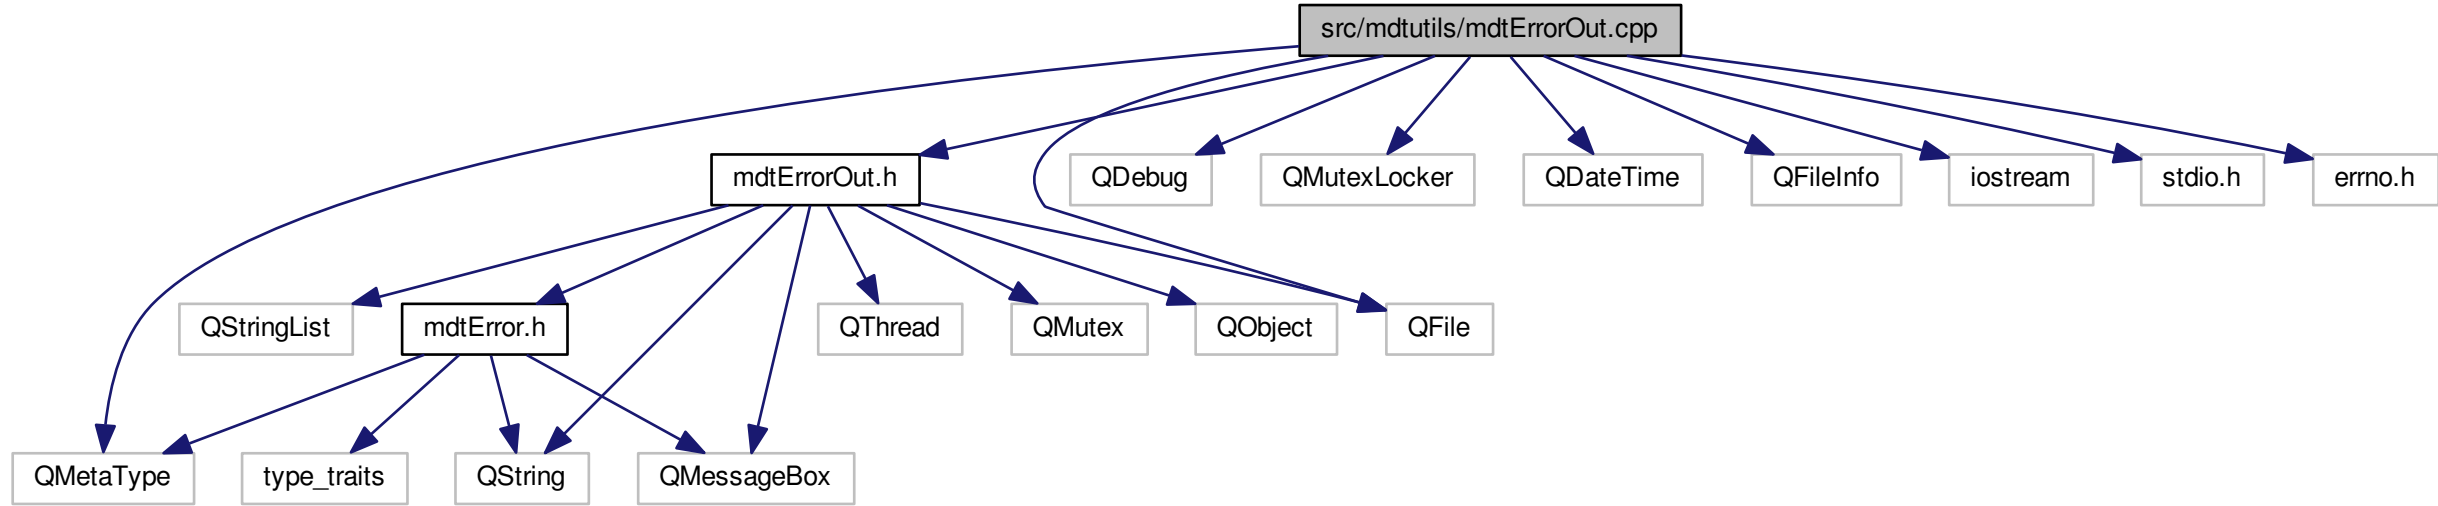 src/mdtutils/mdtErrorOut.cpp
mdtErrorOut.h
QDebug
QMutexLocker
QDateTime
QFileInfo
iostream
stdio.h
errno.h
QStringList
mdtError.h
QThread
QMutex
QObject
QFile
QMetaType
type_traits
QString
QMessageBox